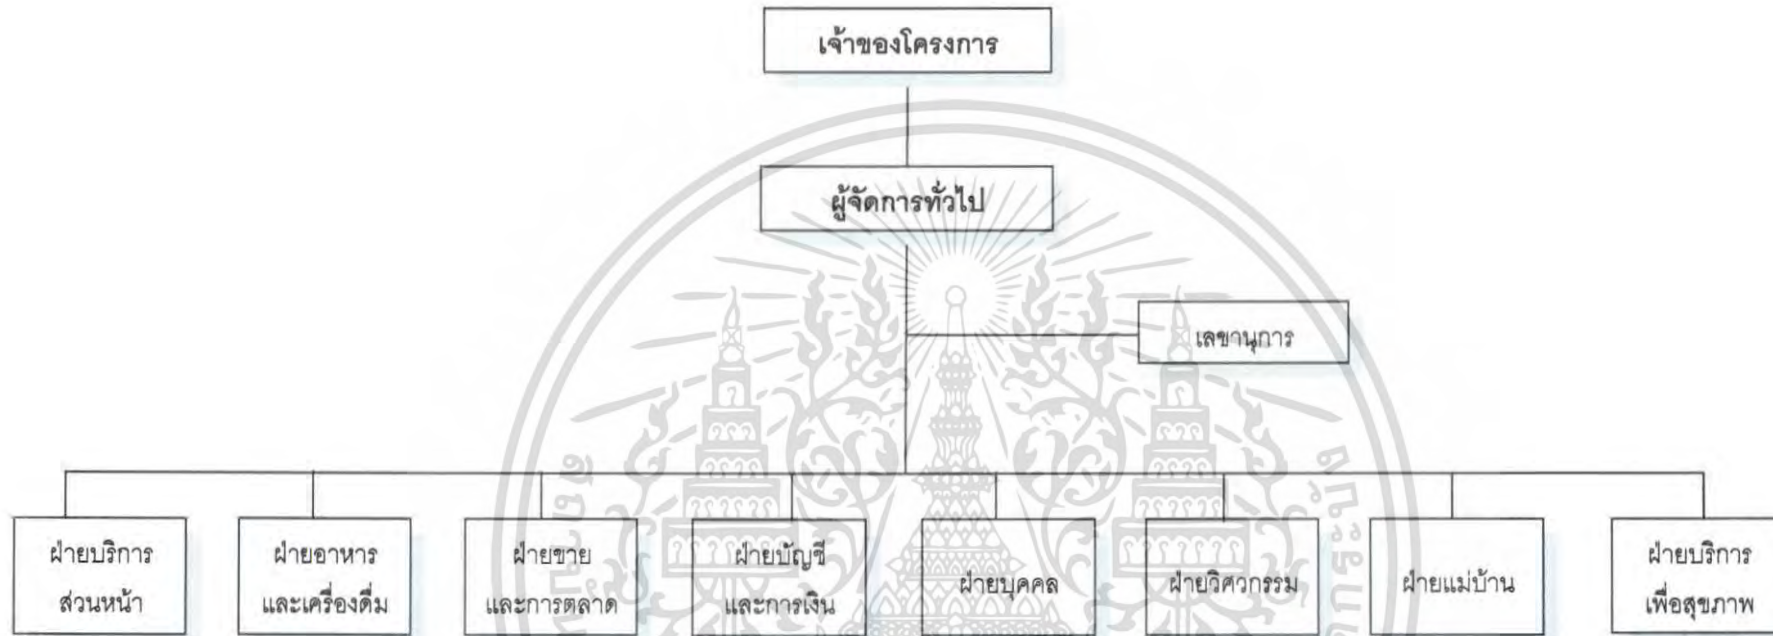 เจ้าของโครงการ
ผู้จัดการทั่วไป
เลขานุการ
ฝ่ายบริการ
ส่วนหน้า
ฝ่ายอาหาร
และเครื่องดื่ม
ฝ่ายขาย
และการตลาด
ฝ่ายบัญชี
และการเงิน
ฝ่ายบุคคล
ฝ่ายวิศวกรรม
ฝ่ายแม่บ้าน
ฝ่ายบริการ
เพื่อสุขภาพ